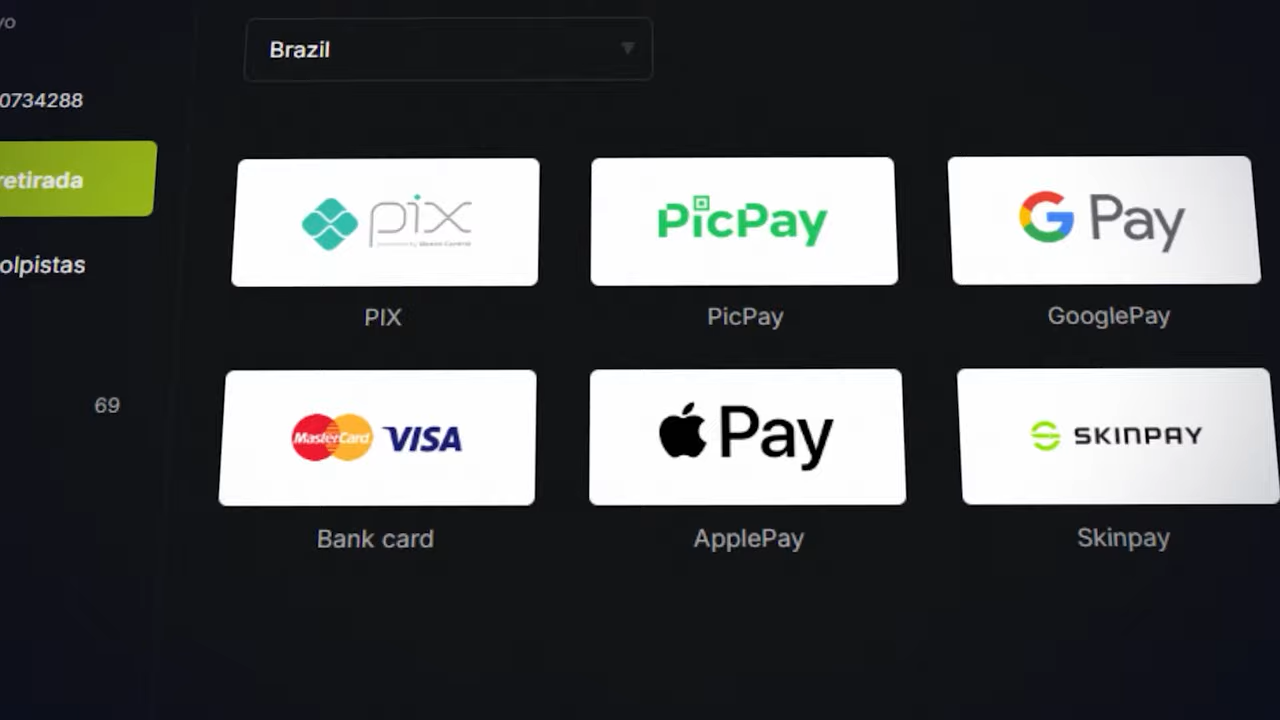 vo
0734288
retirada
olpistas
69
Brazil
pix
PicPay
G Pay
PIX
PicPay
GooglePay
MasterCard VISA
Pay
SKINPAY
Bank card
ApplePay
Skinpay